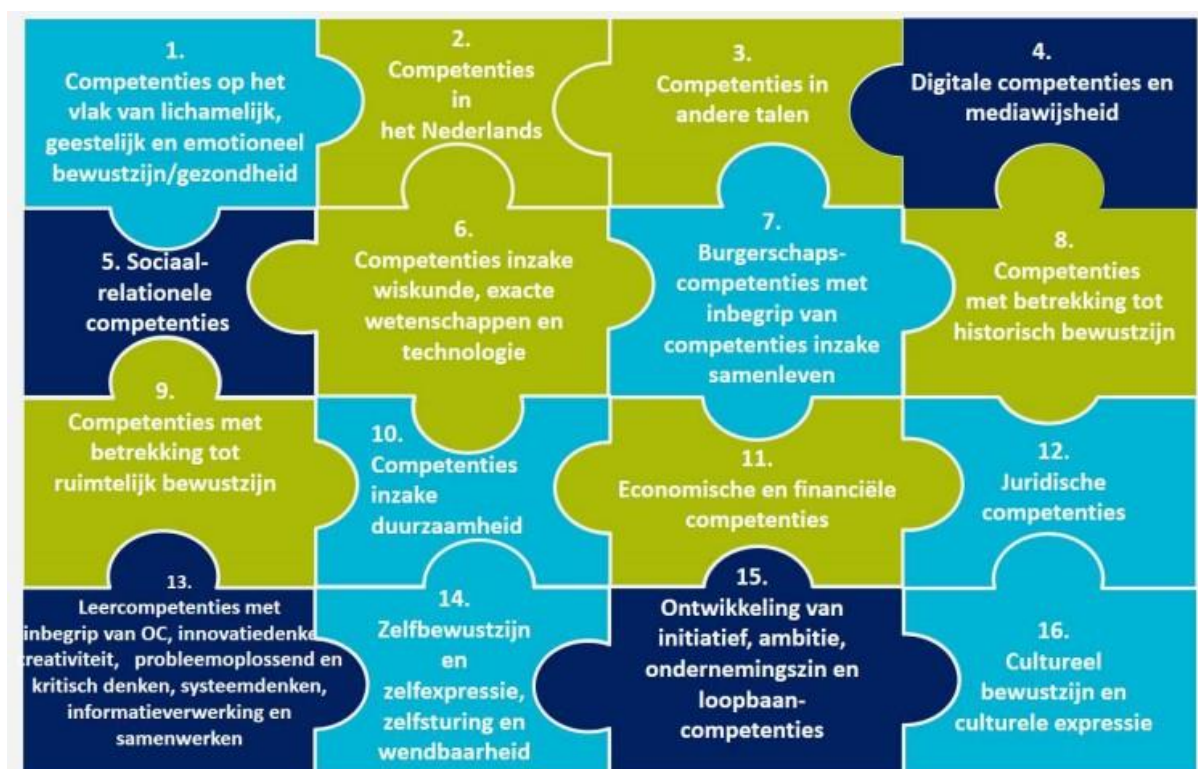 1.
Competenties op het
vlak van lichamelijk,
geestelijk en emotioneel
bewustzijn/gezondheid
2.
Competenties
in
het Nederlands
3.
Competenties in
andere talen
4.
Digitale competenties en
mediawijsheid
5. Sociaal-
relationele
competenties
6.
Competenties inzake
wiskunde, exacte
wetenschappen en
technologie
7.
Burgerschaps-
competenties met
inbegrip van
competenties inzake
samenleven
8.
Competenties
met betrekking tot
historisch bewustzijn
9.
Competenties met
betrekking tot
ruimtelijk bewustzijn
10.
Competenties
inzake
duurzaamheid
11.
Economische en financiële
competenties
12.
Juridische
competenties
13.
Leercompetenties met
inbegrip van OC, innovatiedenke
creativiteit, probleemoplossend en
kritisch denken, systeemdenken,
informatieverwerking en
samenwerken
14.
Zelfbewustzijn
en
zelfexpressie,
zelfsturing en
wendbaarheid
15.
Ontwikkeling van
initiatief, ambitie,
ondernemingszin en
loopbaan-
competenties
16.
Cultureel
bewustzijn en
culturele expressie